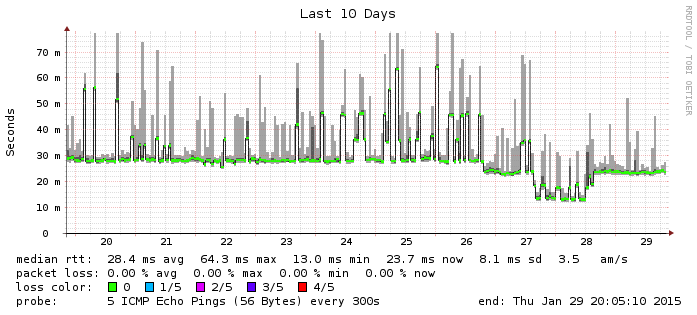 Last 10 Days
RRDTOOL / TOBI OETIKER
Seconds
70 m
60 m
50 m
40 m
30 m
20 m
10 m
0
20 21 22 23 24 25 26 27 28 29
median rtt: 28.4 ms avg 64.3 ms max 13.0 ms min 23.7 ms now 8.1 ms sd 3.5 am/s
packet loss: 0.00 % avg 0.00 % max 0.00 % min 0.00 % now
loss color: 0 1/5 2/5 3/5 4/5
probe: 5 ICMP Echo Pings (56 Bytes) every 300s end: Thu Jan 29 20:05:10 2015